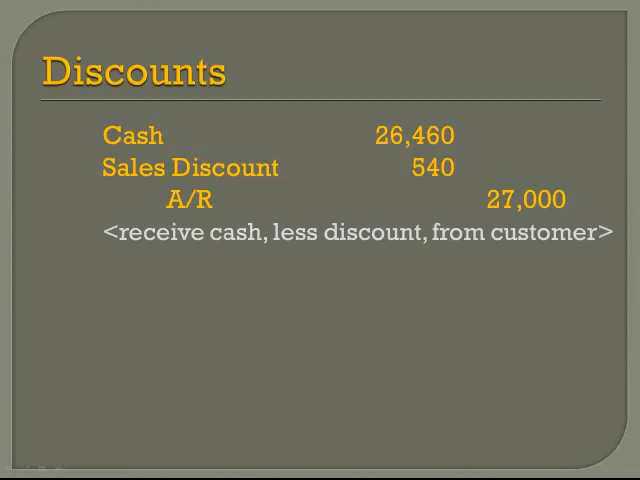 Discounts
Cash 26,460
Sales Discount 540
A/R 27,000
<receive cash, less discount, from customer>